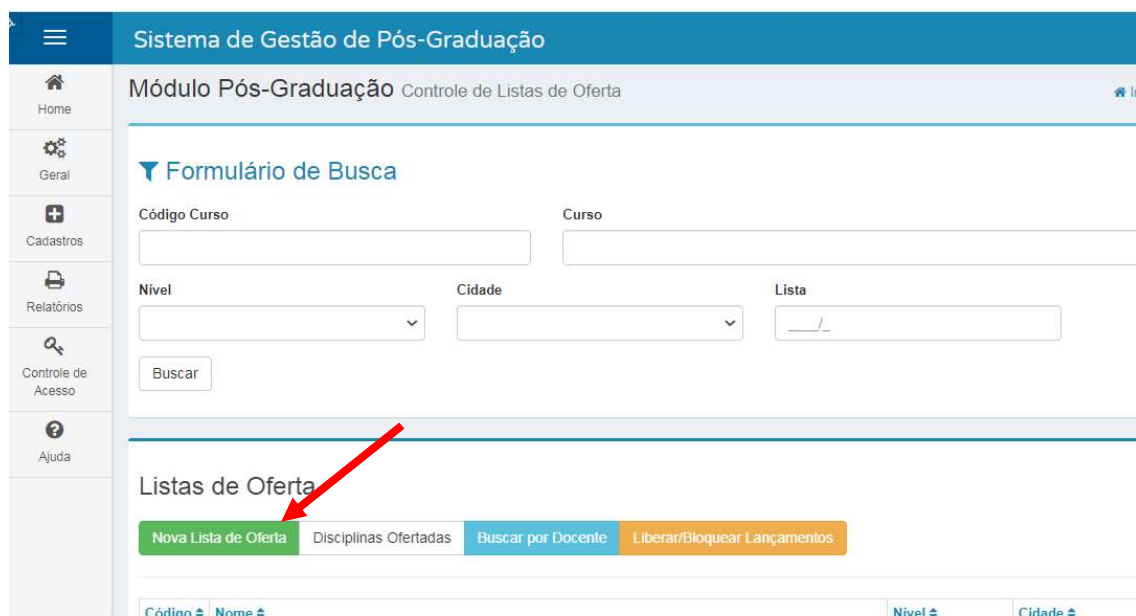 Sistema de Gestão de Pós-Graduação
Módulo Pós-Graduação Controle de Listas de Oferta
Home
Geral
Cadastros
Relatórios
Controle de
Acesso
Ajuda
Formulário de Busca
Código Curso Curso
Nível Cidade Lista
____/_
Buscar
Listas de Oferta
Nova Lista de Oferta Disciplinas Ofertadas Buscar por Docente Liberar/Bloquear Lançamentos
Código Nome Nível Cidade